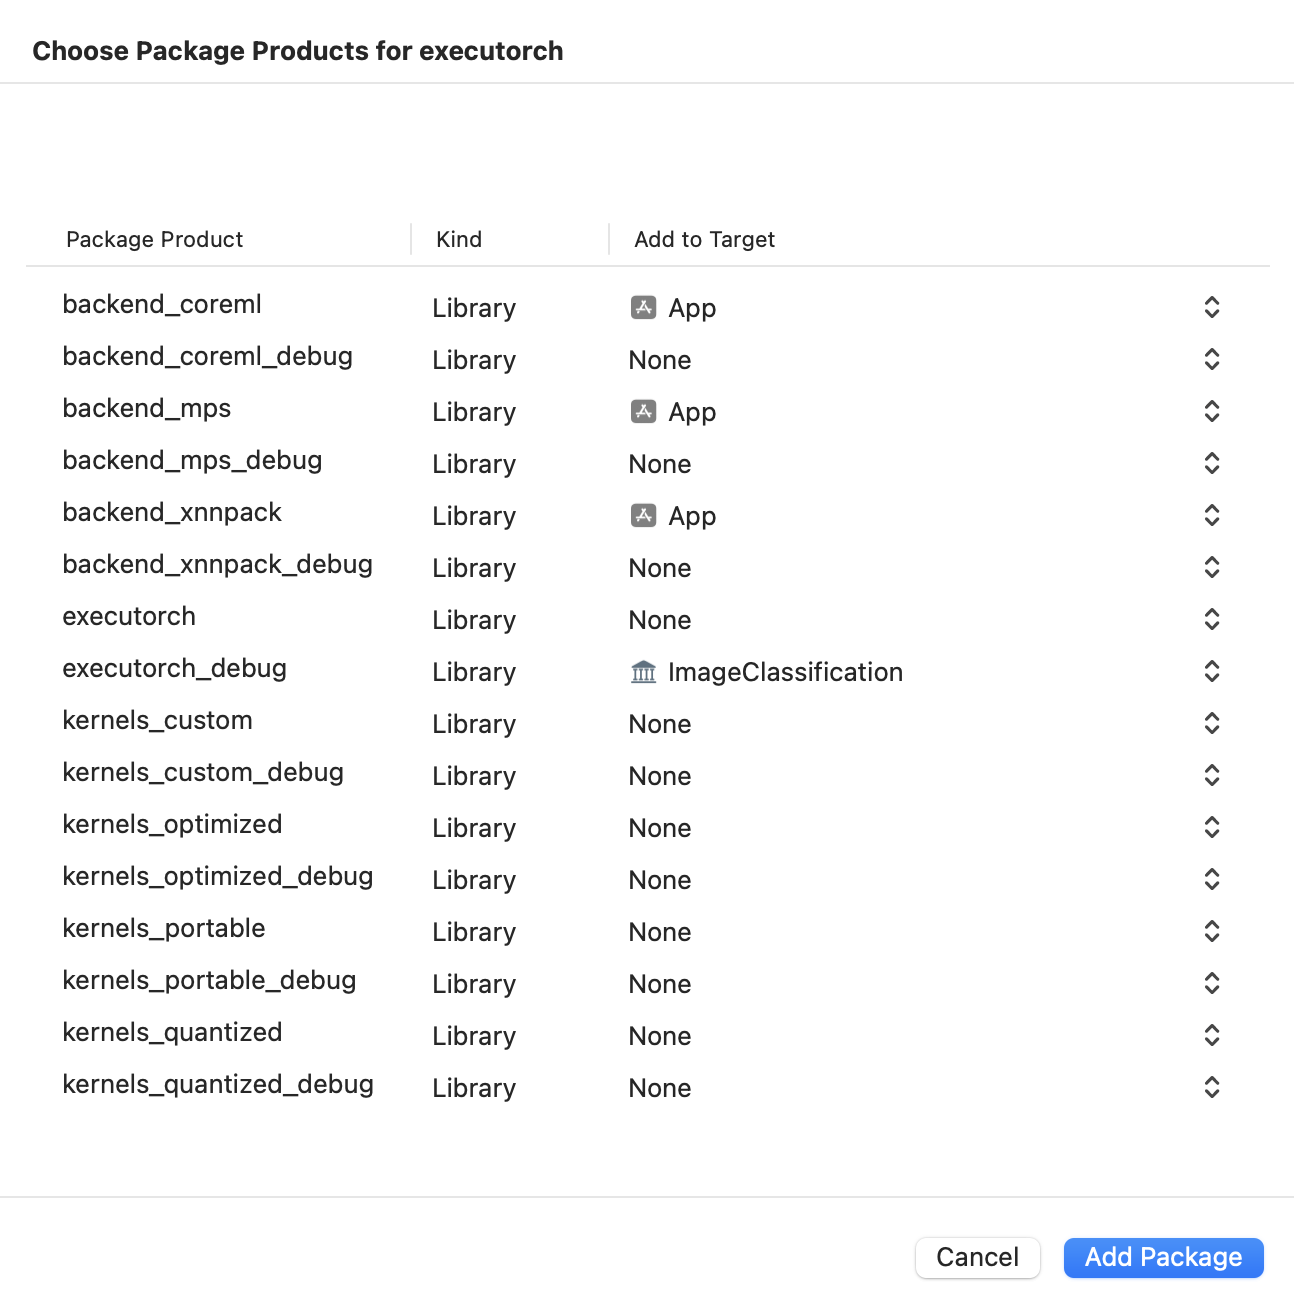 Choose Package Products for executorch
Package Product Kind Add to Target
backend_coreml Library App
backend_coreml_debug Library None
backend_mps Library App
backend_mps_debug Library None
backend_xnnpack Library App
backend_xnnpack_debug Library None
executorch Library None
executorch_debug Library ImageClassification
kernels_custom Library None
kernels_custom_debug Library None
kernels_optimized Library None
kernels_optimized_debug Library None
kernels_portable Library None
kernels_portable_debug Library None
kernels_quantized Library None
kernels_quantized_debug Library None
Cancel Add Package